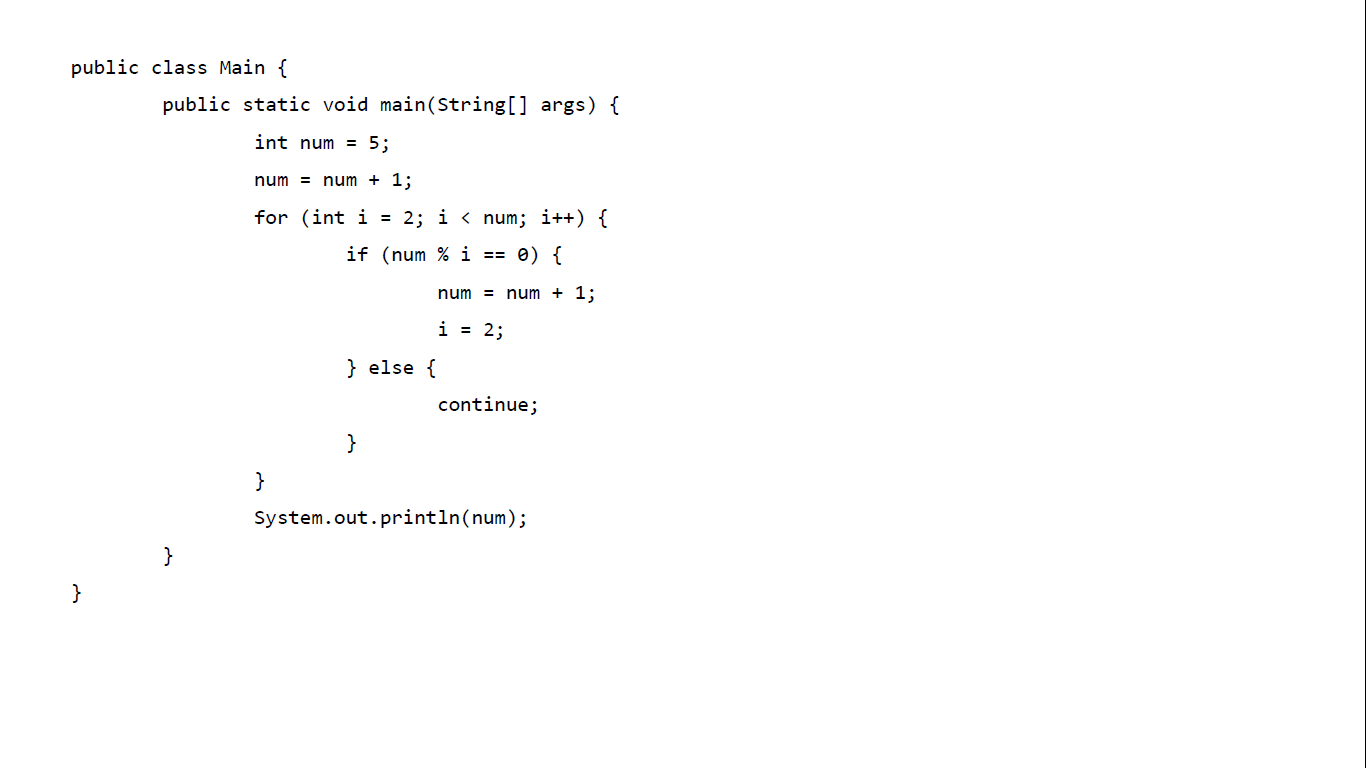 public class Main {
        public static void main(String[] args) {
                int num = 5;
                num = num + 1;
                for (int i = 2; i < num; i++) {
                        if (num % i == 0) {
                                num = num + 1;
                                i = 2;
                        } else {
                                continue;
                        }
                }
                System.out.println(num);
        }
}